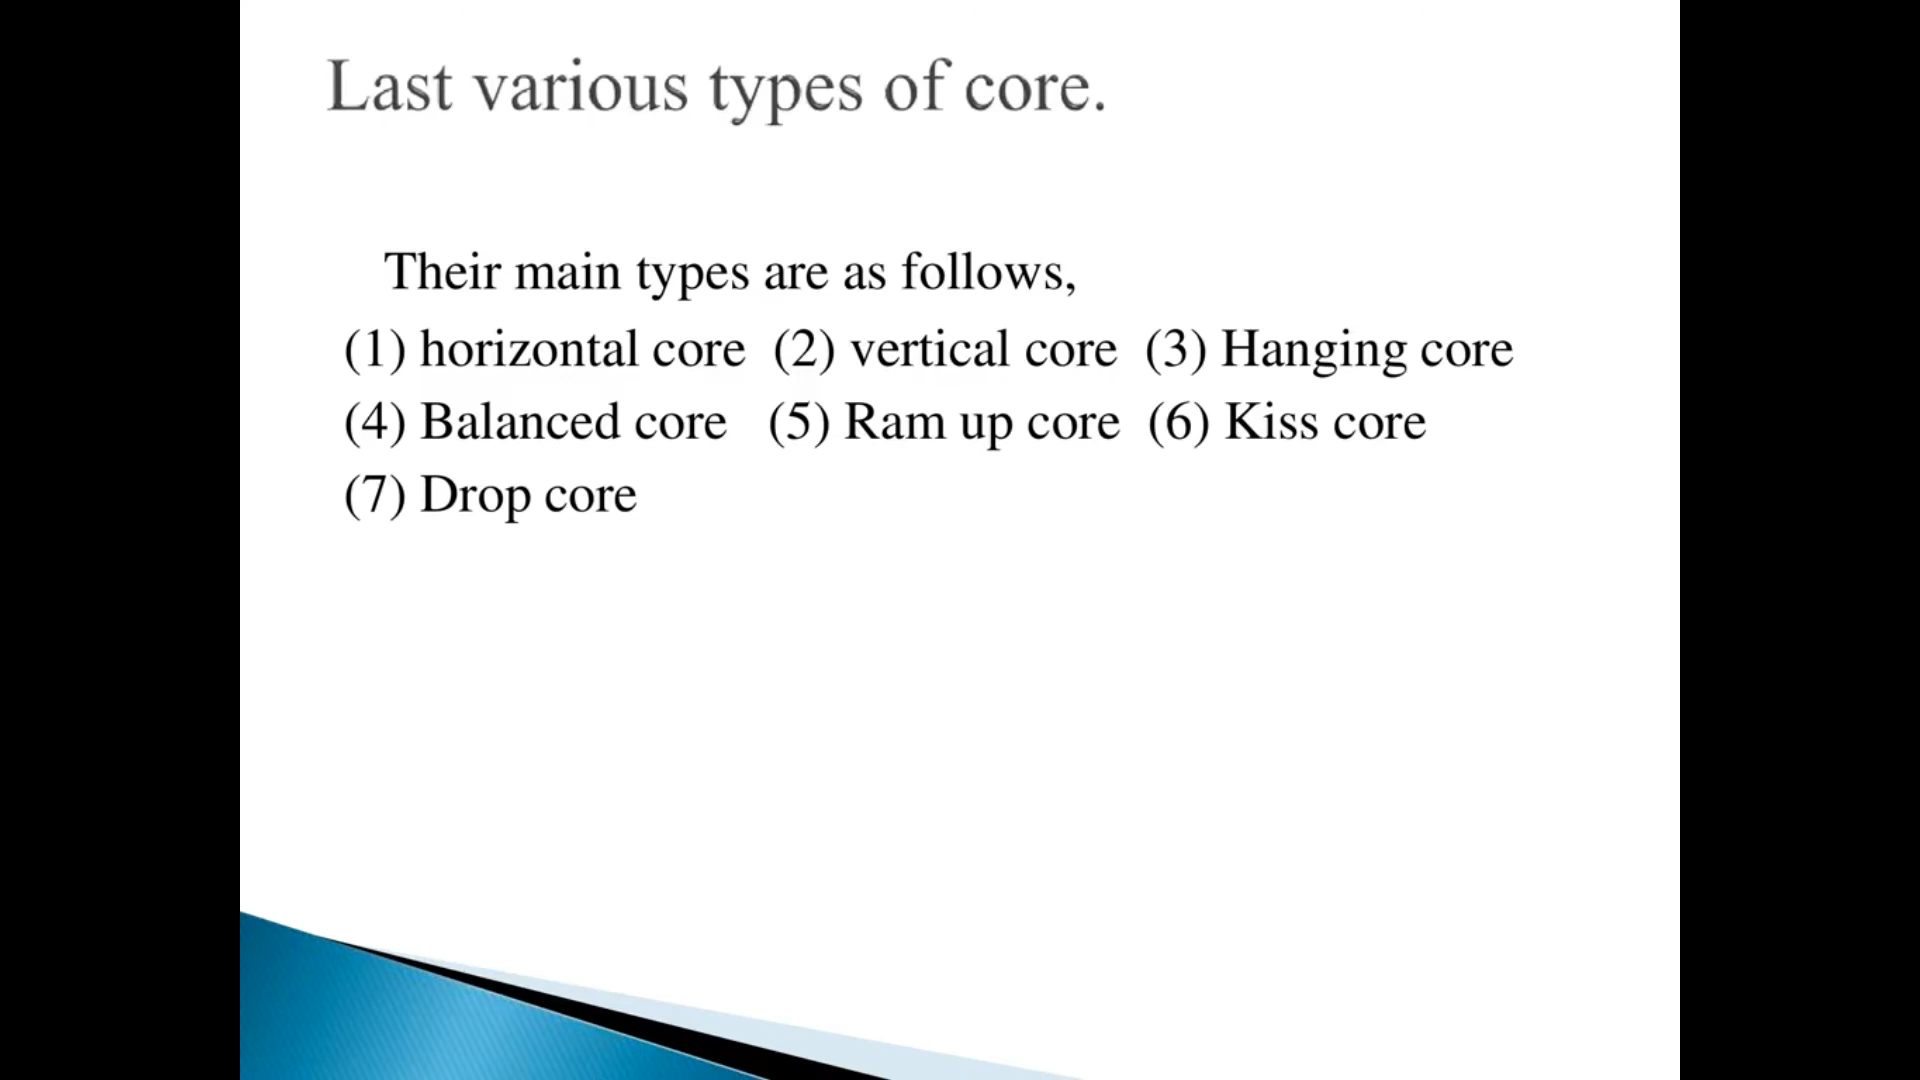 Last various types of core.
Their main types are as follows,
(1) horizontal core (2) vertical core (3) Hanging core
(4) Balanced core (5) Ram up core (6) Kiss core
(7) Drop core